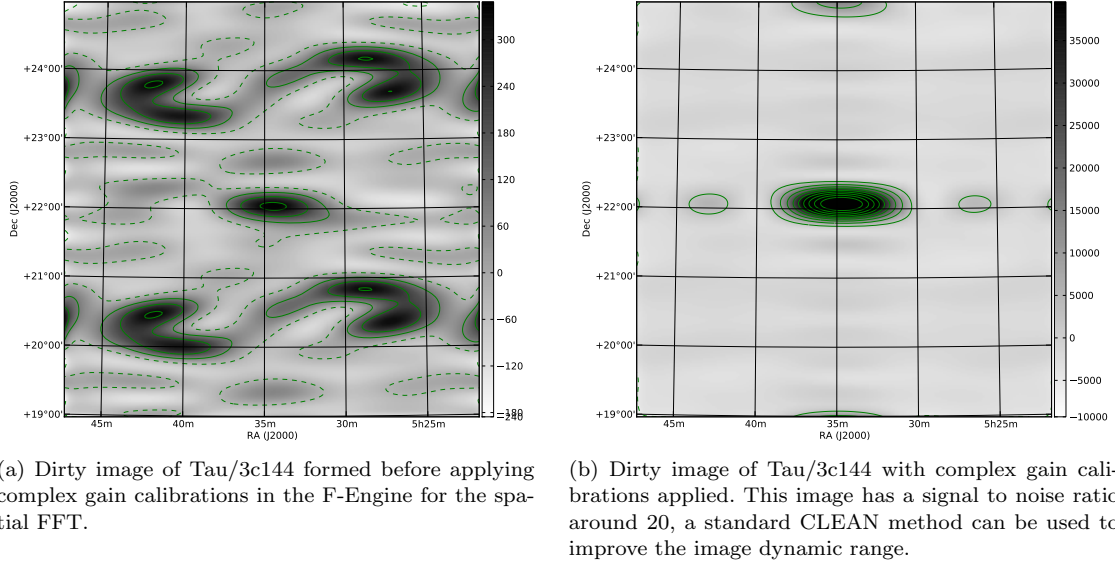 300
240
180
120
60
0
−60
−120
−180
−240
+24°00'
+23°00'
+22°00'
+21°00'
+20°00'
+19°00'
Dec (J2000)
45m 40m 35m 30m 5h25m
RA (J2000)
35000
30000
25000
20000
15000
10000
5000
0
−5000
−10000
+24°00'
+23°00'
+22°00'
+21°00'
+20°00'
+19°00'
Dec (J2000)
45m 40m 35m 30m 5h25m
RA (J2000)
(a) Dirty image of Tau/3c144 formed before applying
complex gain calibrations in the F-Engine for the spa-
tial FFT.
(b) Dirty image of Tau/3c144 with complex gain cali-
brations applied. This image has a signal to noise ratio
around 20, a standard CLEAN method can be used to
improve the image dynamic range.